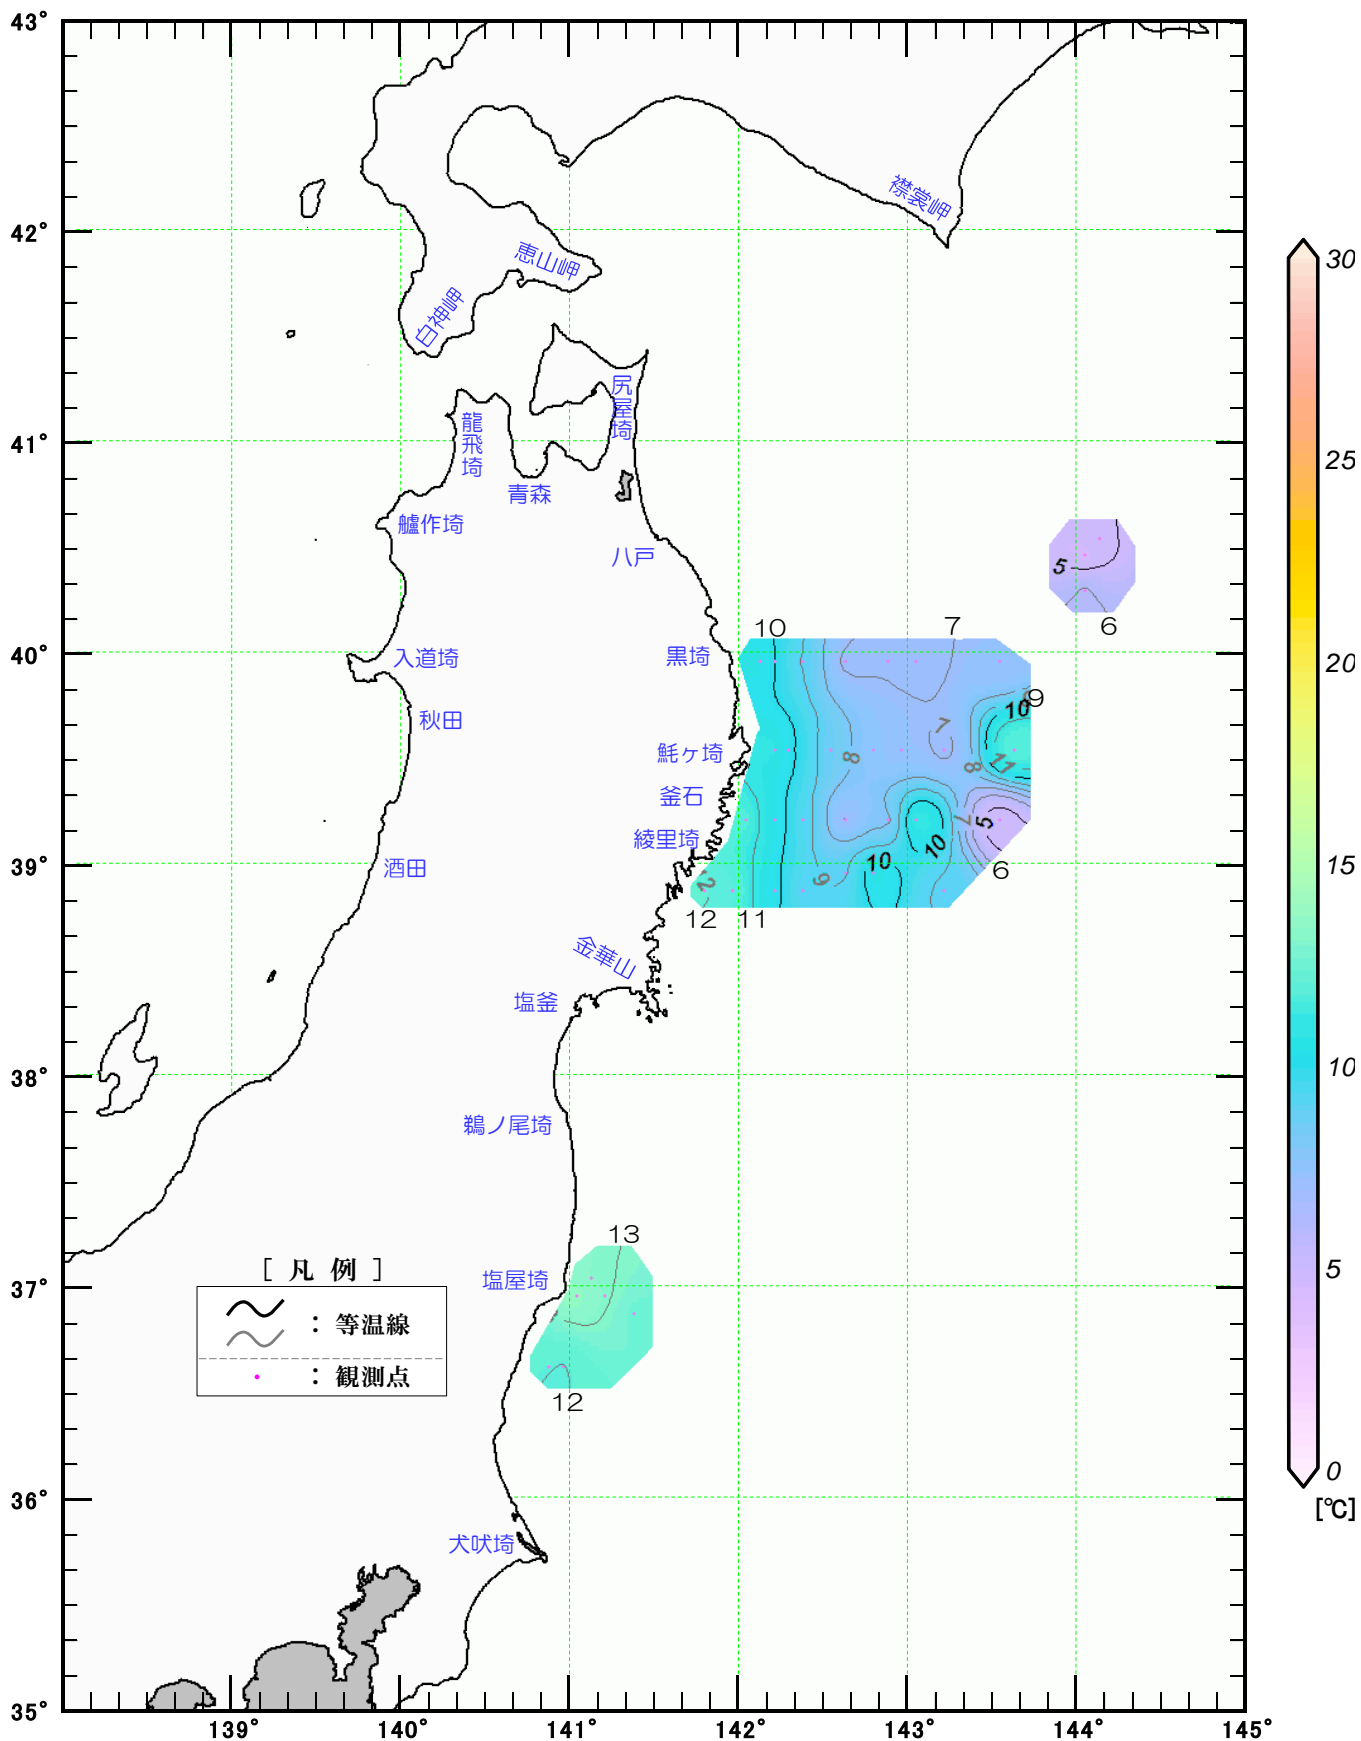 43°
42°
41°
40°
39°
38°
37°
36°
35°
139°
140°
141°
142°
143°
144°
145°
襟裳岬
恵山岬
白神岬
尻屋埼
龍飛埼
青森
艫作埼
八戸
入道埼
黒埼
秋田
魹ヶ埼
釜石
綾里埼
酒田
金華山
塩釜
鵜ノ尾埼
塩屋埼
犬吠埼
5
6
10
7
9
10
7
8
8
11
7
5
10
10
6
9
12
12
11
13
12
[ 凡 例 ]
: 等温線
: 観測点
30
25
20
15
10
5
0
[℃]